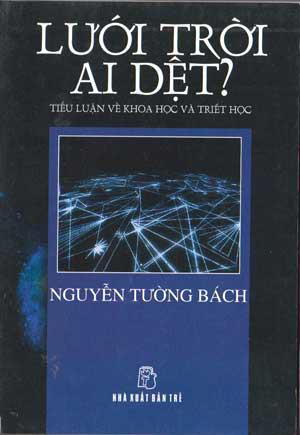 LƯỚI TRỜI
AI DỆT?
TIỂU LUẬN VỀ KHOA HỌC VÀ TRIẾT HỌC
NGUYỄN TƯỜNG BÁCH
NHÀ XUẤT BẢN TRẺ